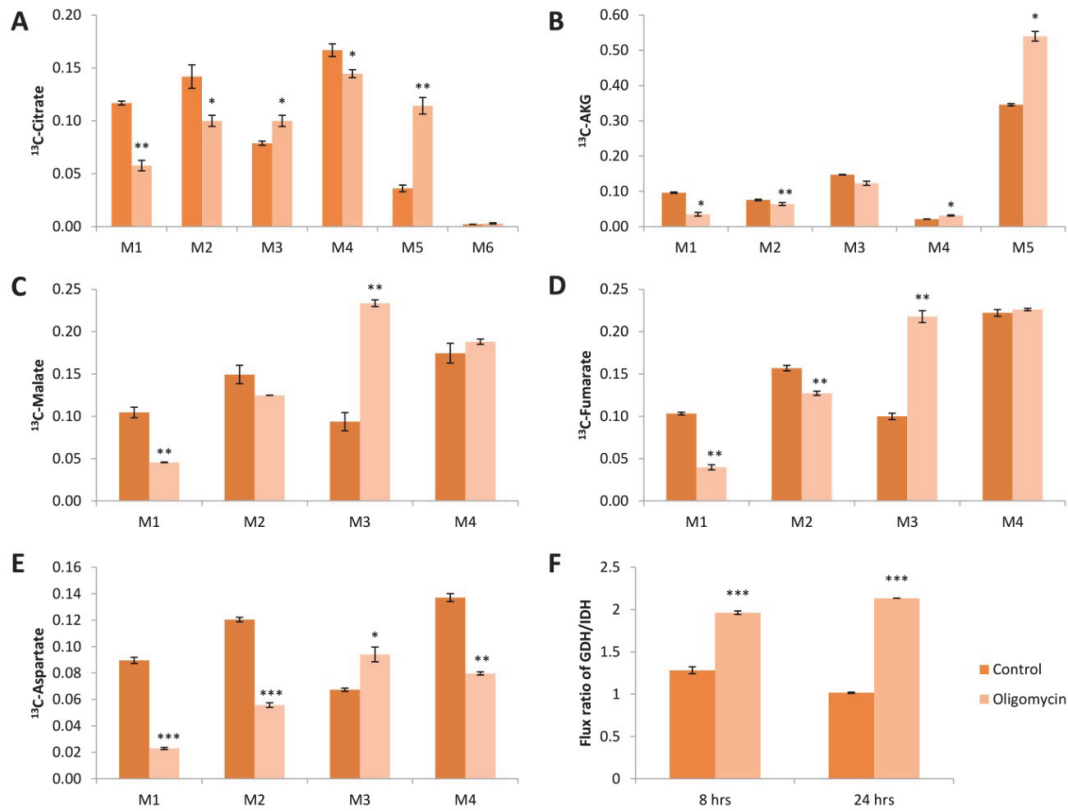 A
¹³C-Citrate
0.20
0.15
0.10
0.05
0.00
**
*
*
*
**
M1 M2 M3 M4 M5 M6
B
¹³C-AKG
0.60
0.50
0.40
0.30
0.20
0.10
0.00
*
**
*
*
M1 M2 M3 M4 M5
C
¹³C-Malate
0.25
0.20
0.15
0.10
0.05
0.00
**
**
M1 M2 M3 M4
D
¹³C-Fumarate
0.25
0.20
0.15
0.10
0.05
0.00
**
**
**
M1 M2 M3 M4
E
¹³C-Aspartate
0.16
0.14
0.12
0.10
0.08
0.06
0.04
0.02
0.00
***
***
*
**
M1 M2 M3 M4
F
Flux ratio of GDH/IDH
2.5
2
1.5
1
0.5
0
***
***
8 hrs 24 hrs
Control
Oligomycin